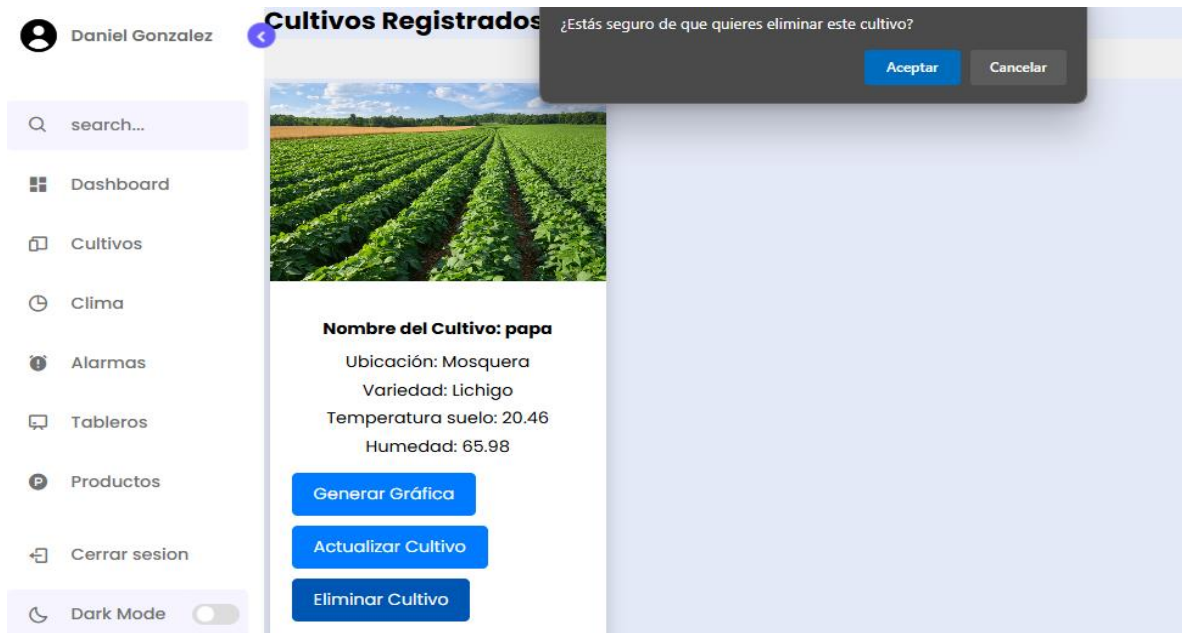 Daniel Gonzalez
search...
Dashboard
Cultivos
Clima
Alarmas
Tableros
Productos
Cerrar sesion
Dark Mode
Cultivos Registrados
¿Estás seguro de que quieres eliminar este cultivo?
Aceptar
Cancelar
Nombre del Cultivo: papa
Ubicación: Mosquera
Variedad: Lichigo
Temperatura suelo: 20.46
Humedad: 65.98
Generar Gráfica
Actualizar Cultivo
Eliminar Cultivo